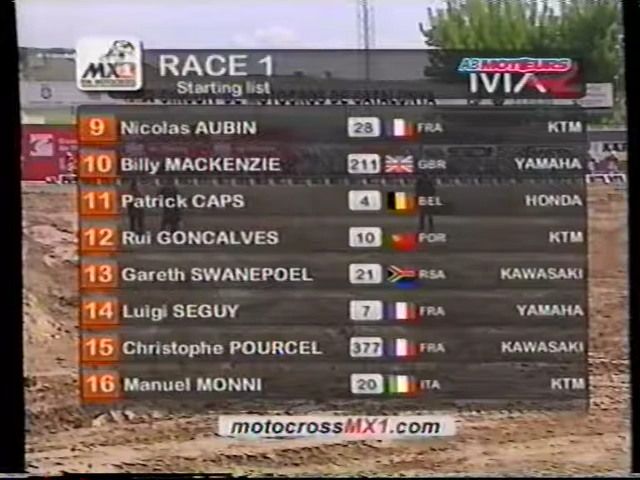 MX1
RACE 1
Starting list
MX2
9 Nicolas AUBIN 28 FRA KTM
10 Billy MACKENZIE 211 GBR YAMAHA
11 Patrick CAPS 4 BEL HONDA
12 Rui GONCALVES 10 POR KTM
13 Gareth SWANEPOEL 21 RSA KAWASAKI
14 Luigi SEGUY 7 FRA YAMAHA
15 Christophe POURCEL 377 FRA KAWASAKI
16 Manuel MONNI 20 ITA KTM
motocrossMX1.com